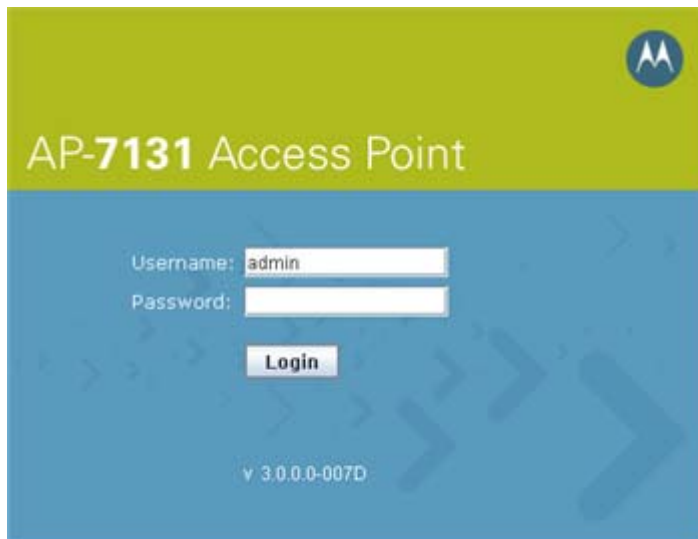 AP-7131 Access Point
Username: admin
Password:
Login
v 3.0.0.0-007D